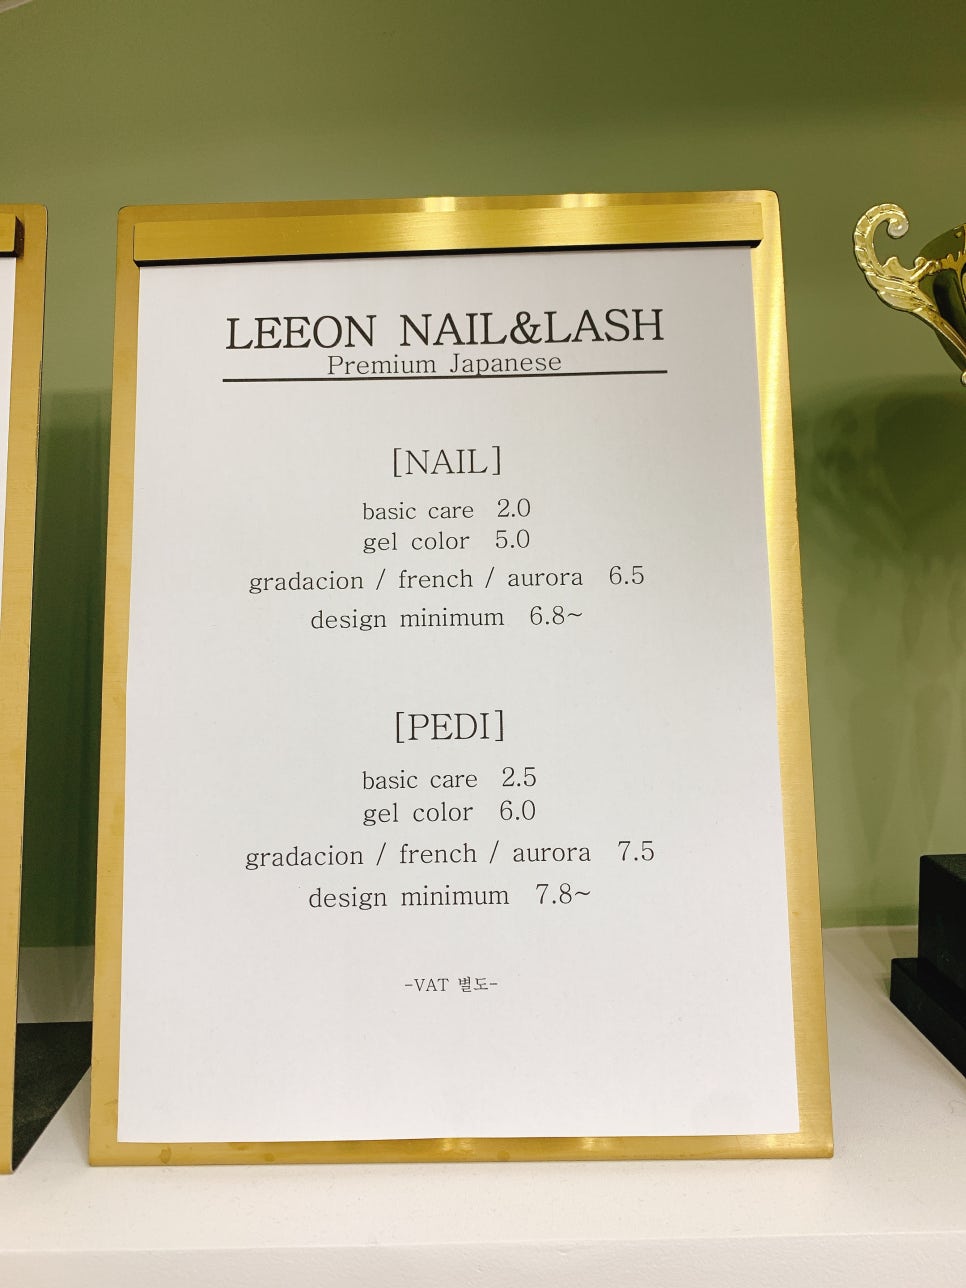 LEEON NAIL&LASH
Premium Japanese
[NAIL]
basic care 2.0
gel color 5.0
gradacion / french / aurora 6.5
design minimum 6.8~
[PEDI]
basic care 2.5
gel color 6.0
gradacion / french / aurora 7.5
design minimum 7.8~
-VAT 별도-